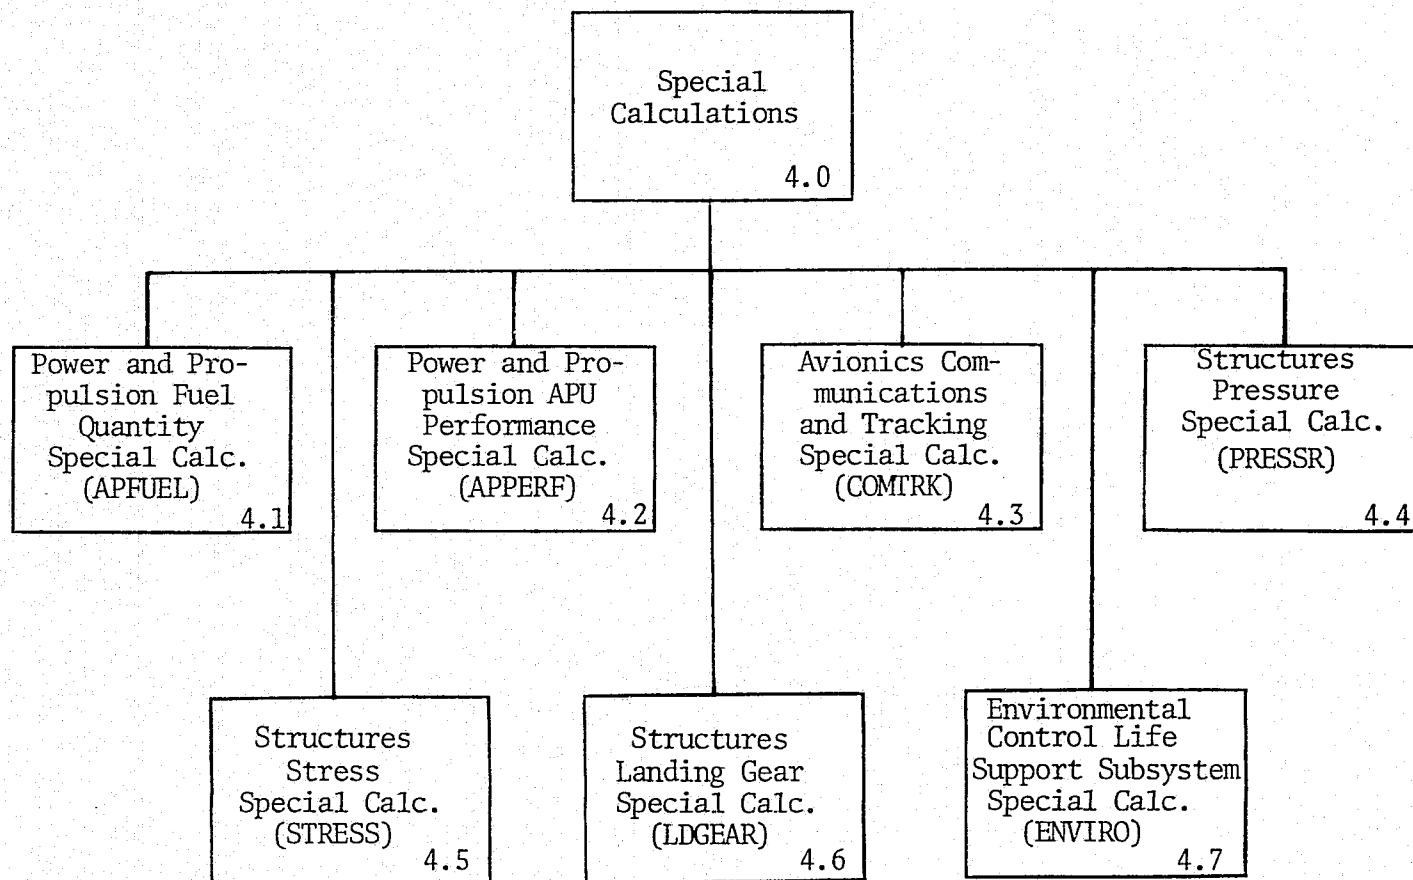 Special
Calculations
4.0
Power and Pro-
pulsion Fuel
Quantity
Special Calc.
(APFUEL)
4.1
Power and Pro-
pulsion APU
Performance
Special Calc.
(APPERF)
4.2
Avionics Com-
munications
and Tracking
Special Calc.
(COMTRK)
4.3
Structures
Pressure
Special Calc.
(PRESSR)
4.4
Structures
Stress
Special Calc.
(STRESS)
4.5
Structures
Landing Gear
Special Calc.
(LDGEAR)
4.6
Environmental
Control Life
Support Subsystem
Special Calc.
(ENVIRO)
4.7